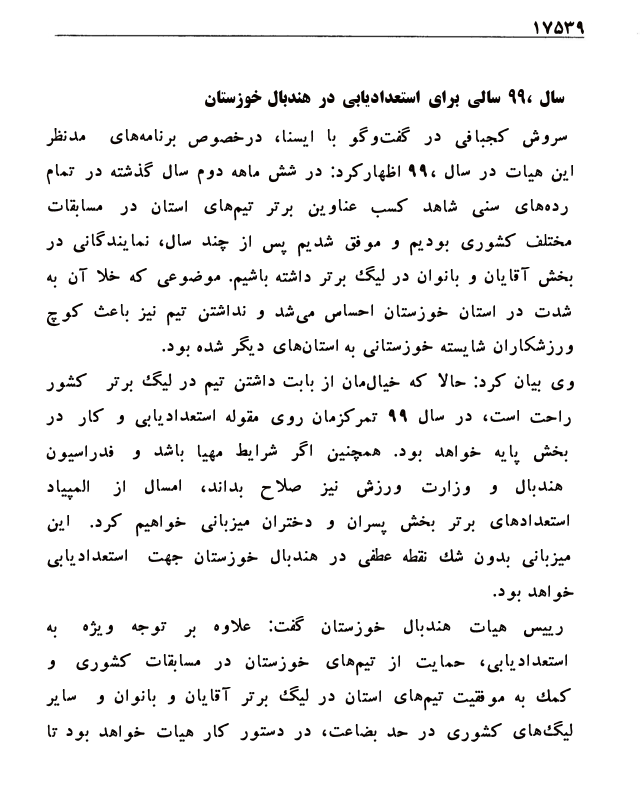 ۱۷۵۳۹
سال ۹۹، سالی برای استعدادیابی در هندبال خوزستان
سروش کجبافی در گفت‌وگو با ایسنا، درخصوص برنامه‌های مدنظر
این هیات در سال ۹۹، اظهارکرد: در شش ماهه دوم سال گذشته در تمام
رده‌های سنی شاهد کسب عناوین برتر تیم‌های استان در مسابقات
مختلف کشوری بودیم و موفق شدیم پس از چند سال، نمایندگانی در
بخش آقایان و بانوان در لیگ برتر داشته باشیم. موضوعی که خلا آن به
شدت در استان خوزستان احساس می‌شد و نداشتن تیم نیز باعث کوچ
ورزشکاران شایسته خوزستانی به استان‌های دیگر شده بود.
وی بیان کرد: حالا که خیال‌مان از بابت داشتن تیم در لیگ برتر کشور
راحت است، در سال ۹۹ تمرکزمان روی مقوله استعدادیابی و کار در
بخش پایه خواهد بود. همچنین اگر شرایط مهیا باشد و فدراسیون
هندبال و وزارت ورزش نیز صلاح بداند، امسال از المپیاد
استعدادهای برتر بخش پسران و دختران میزبانی خواهیم کرد. این
میزبانی بدون شك نقطه عطفی در هندبال خوزستان جهت استعدادیابی
خواهد بود.
رییس هیات هندبال خوزستان گفت: علاوه بر توجه ویژه به
استعدادیابی، حمایت از تیم‌های خوزستان در مسابقات کشوری و
کمك به موفقیت تیم‌های استان در لیگ برتر آقایان و بانوان و سایر
لیگ‌های کشوری در حد بضاعت، در دستور کار هیات خواهد بود تا